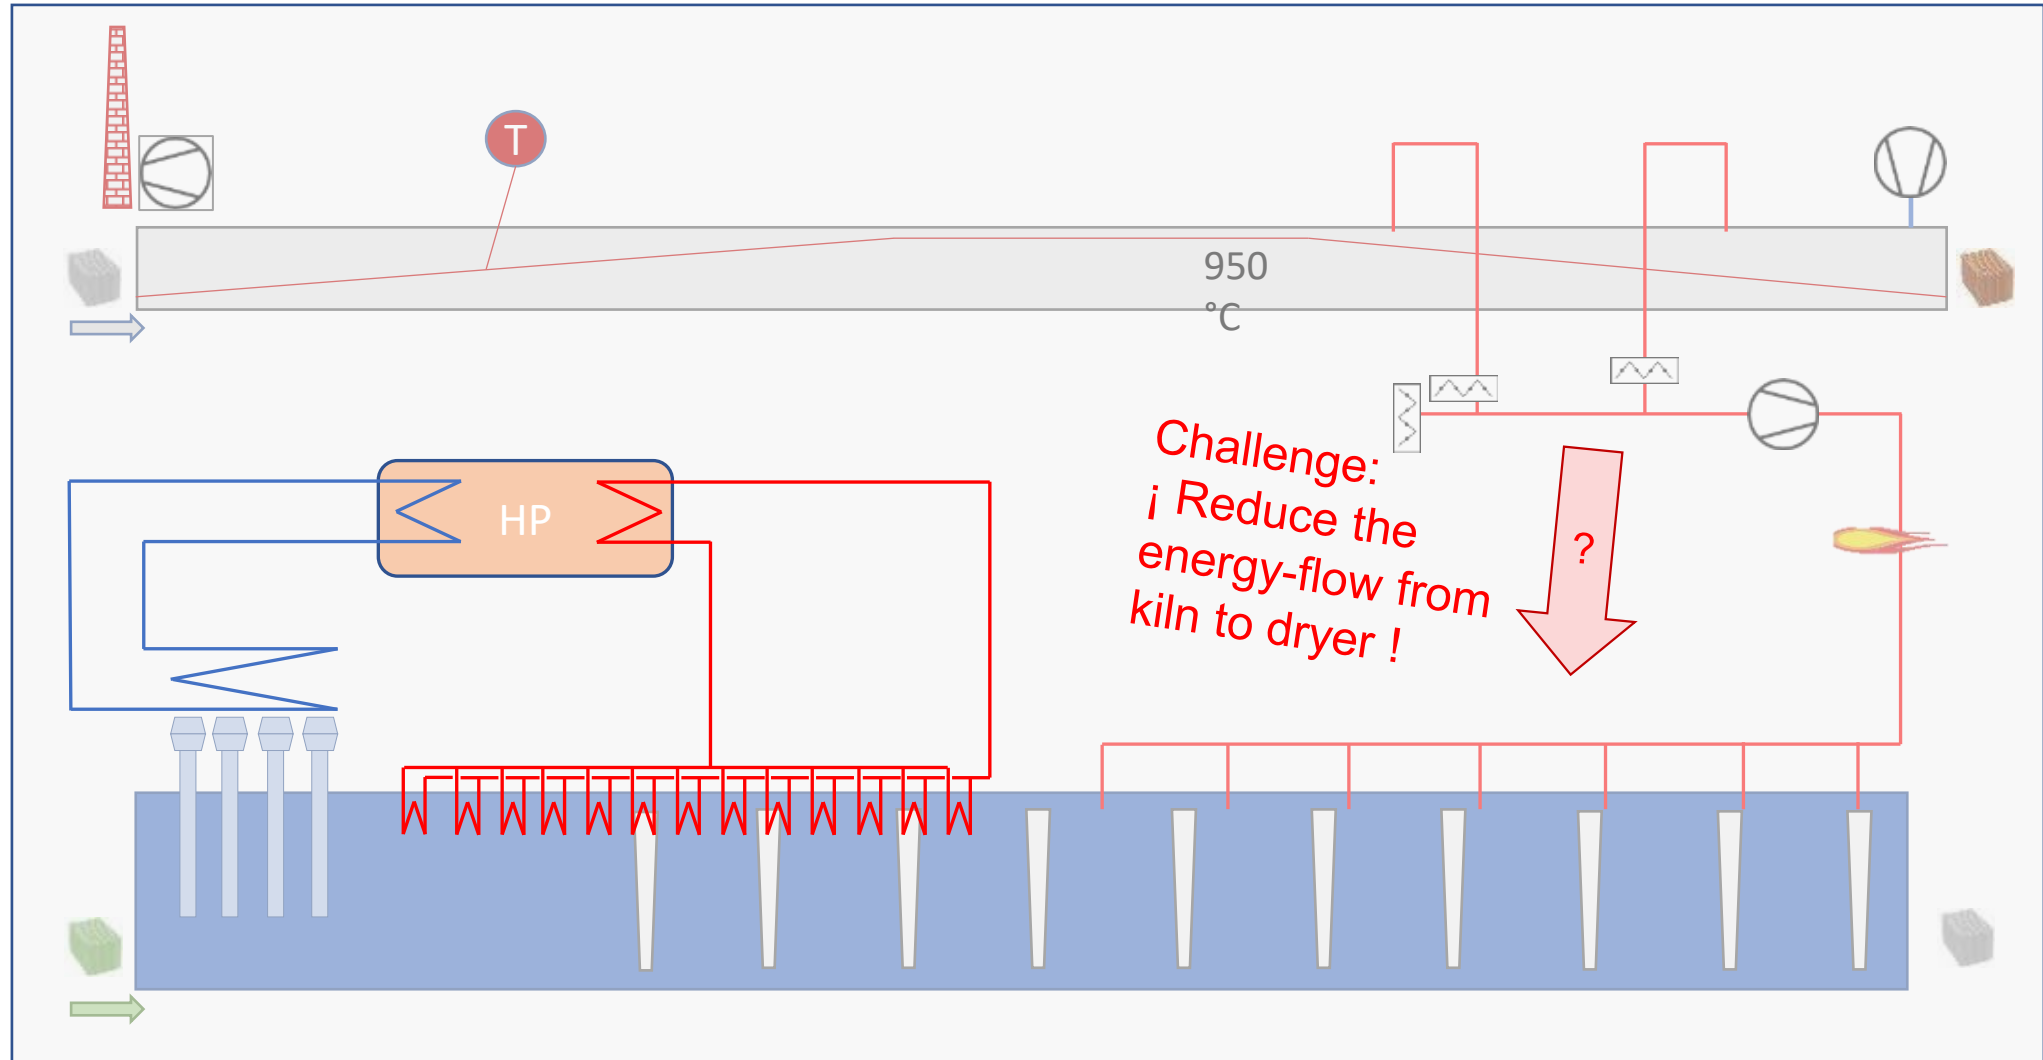 T
950
°C
Challenge:
¡ Reduce the
energy-flow from
kiln to dryer !
?
HP